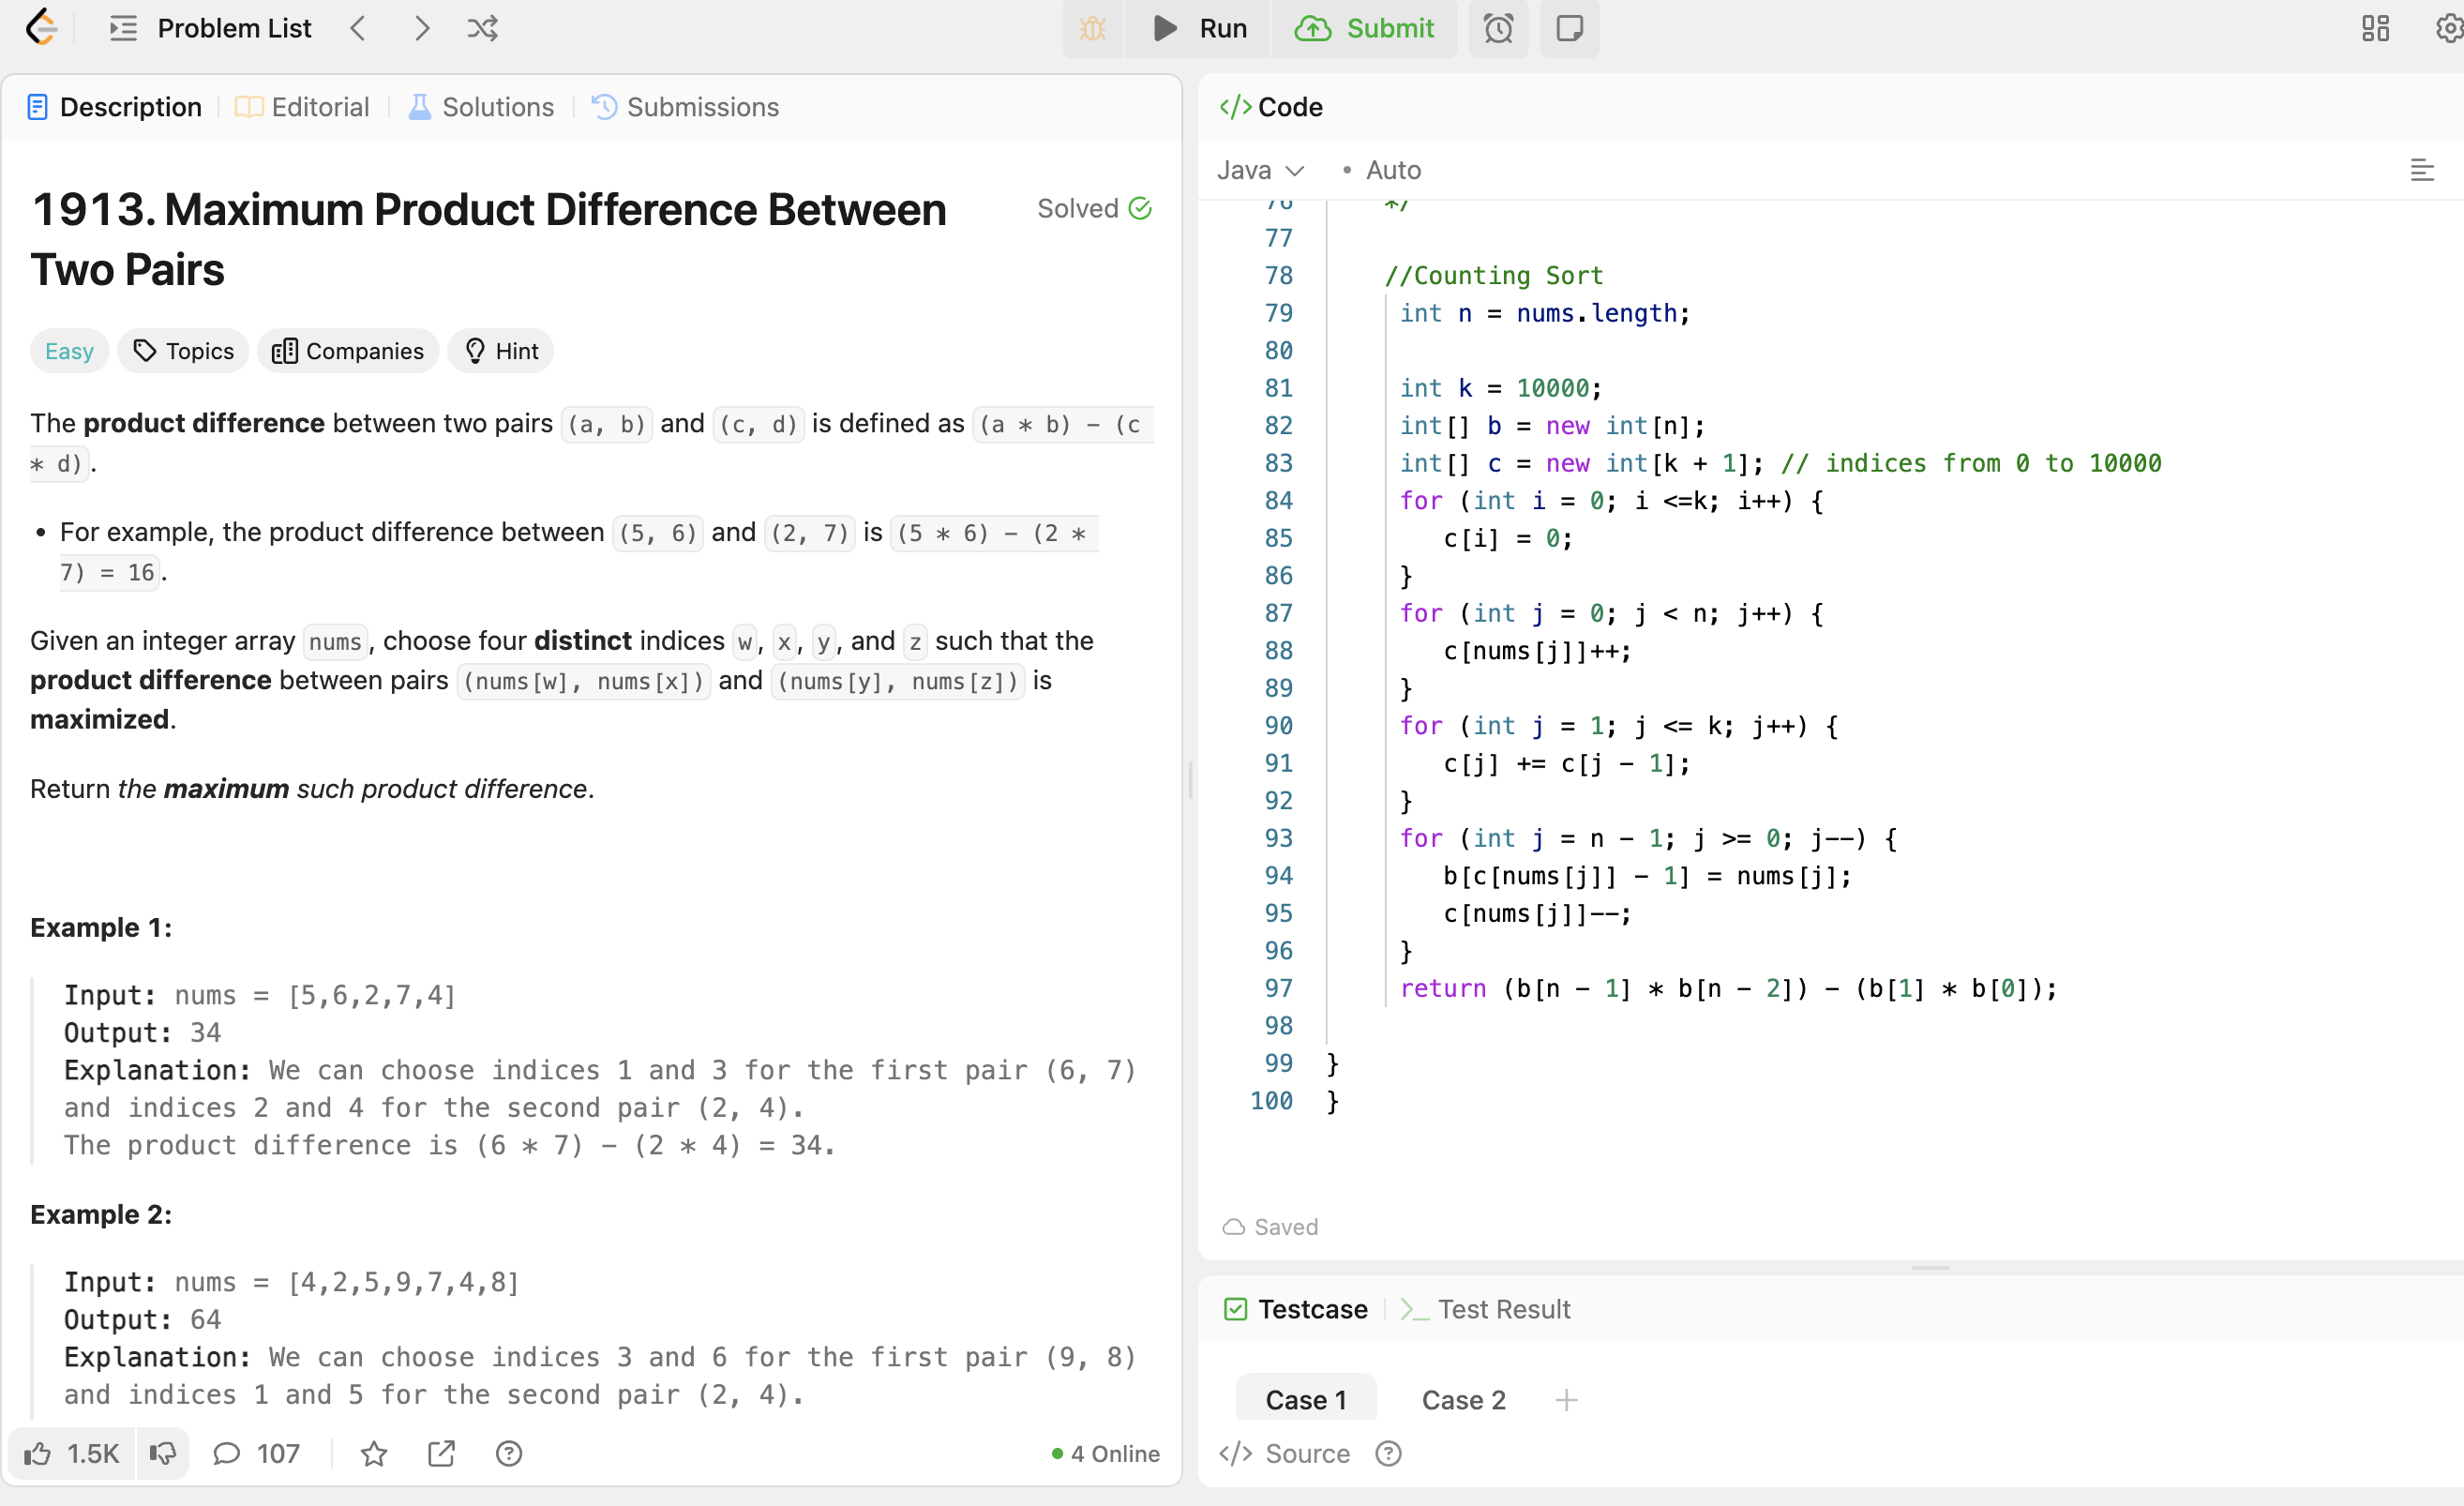 Problem List
Run
Submit
Description
Editorial
Solutions
Submissions
1913. Maximum Product Difference Between
Two Pairs
Solved
Easy
Topics
Companies
Hint
The product difference between two pairs (a, b) and (c, d) is defined as (a * b) - (c
* d).
• For example, the product difference between (5, 6) and (2, 7) is (5 * 6) - (2 *
7) = 16.
Given an integer array nums, choose four distinct indices w, x, y, and z such that the
product difference between pairs (nums[w], nums[x]) and (nums[y], nums[z]) is
maximized.
Return the maximum such product difference.
Example 1:
Input: nums = [5,6,2,7,4]
Output: 34
Explanation: We can choose indices 1 and 3 for the first pair (6, 7)
and indices 2 and 4 for the second pair (2, 4).
The product difference is (6 * 7) - (2 * 4) = 34.
Example 2:
Input: nums = [4,2,5,9,7,4,8]
Output: 64
Explanation: We can choose indices 3 and 6 for the first pair (9, 8)
and indices 1 and 5 for the second pair (2, 4).
1.5K
107
4 Online
</> Code
Java
• Auto
76 */
77
78 //Counting Sort
79 int n = nums.length;
80
81 int k = 10000;
82 int[] b = new int[n];
83 int[] c = new int[k + 1]; // indices from 0 to 10000
84 for (int i = 0; i <=k; i++) {
85 c[i] = 0;
86 }
87 for (int j = 0; j < n; j++) {
88 c[nums[j]]++;
89 }
90 for (int j = 1; j <= k; j++) {
91 c[j] += c[j - 1];
92 }
93 for (int j = n - 1; j >= 0; j--) {
94 b[c[nums[j]] - 1] = nums[j];
95 c[nums[j]]--;
96 }
97 return (b[n - 1] * b[n - 2]) - (b[1] * b[0]);
98
99 }
100 }
Saved
Testcase
>_ Test Result
Case 1
Case 2
+
</> Source